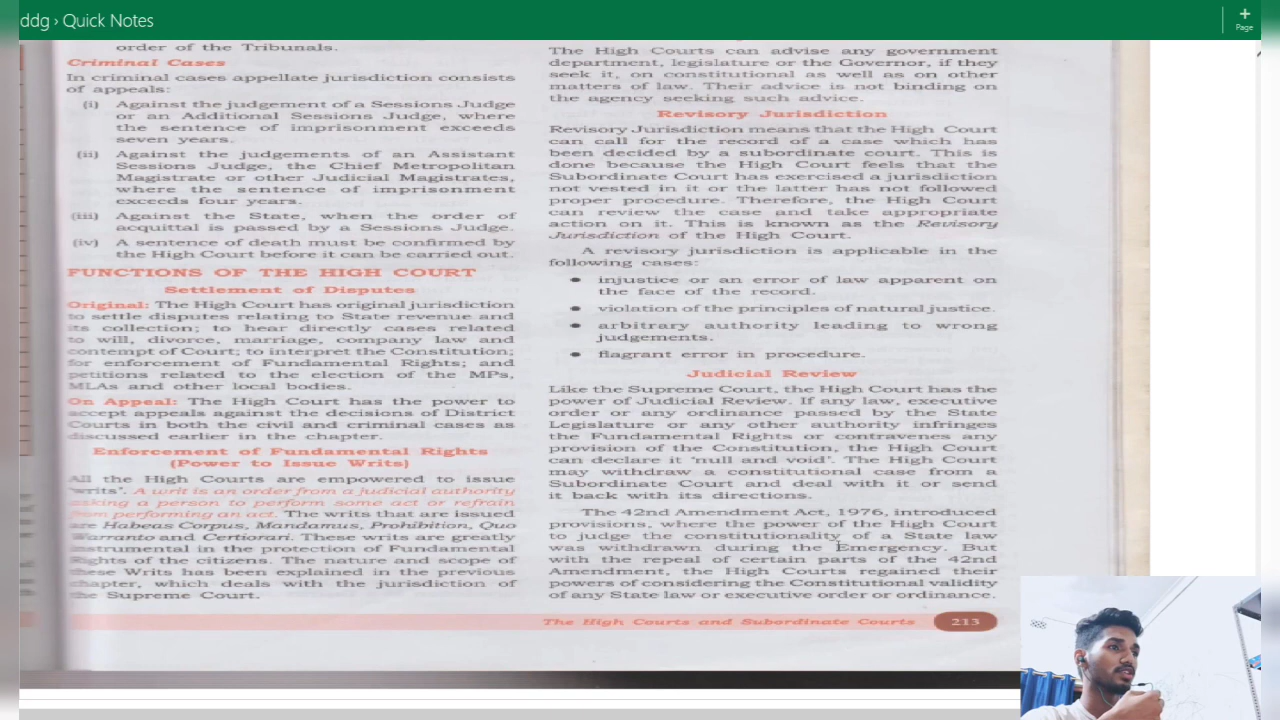 ddg › Quick Notes
+
Page
order of the Tribunals.
Criminal Cases
In criminal cases appellate jurisdiction consists
of appeals:
(i) Against the judgement of a Sessions Judge
or an Additional Sessions Judge, where
the sentence of imprisonment exceeds
seven years.
(ii) Against the judgements of an Assistant
Sessions Judge, the Chief Metropolitan
Magistrate or other Judicial Magistrates,
where the sentence of imprisonment
exceeds four years.
(iii) Against the State, when the order of
acquittal is passed by a Sessions Judge.
(iv) A sentence of death must be confirmed by
the High Court before it can be carried out.
FUNCTIONS OF THE HIGH COURT
Settlement of Disputes
Original: The High Court has original jurisdiction
to settle disputes relating to State revenue and
its collection; to hear directly cases related
to will, divorce, marriage, company law and
contempt of Court; to interpret the Constitution;
for enforcement of Fundamental Rights; and
petitions related to the election of the MPs,
MLAs and other local bodies.
On Appeal: The High Court has the power to
accept appeals against the decisions of District
Courts in both the civil and criminal cases as
discussed earlier in the chapter.
Enforcement of Fundamental Rights
(Power to Issue Writs)
All the High Courts are empowered to issue
'writs'. A writ is an order from a judicial authority
asking a person to perform some act or refrain
from performing an act. The writs that are issued
are Habeas Corpus, Mandamus, Prohibition, Quo
Warranto and Certiorari. These writs are greatly
instrumental in the protection of Fundamental
Rights of the citizens. The nature and scope of
these Writs has been explained in the previous
chapter, which deals with the jurisdiction of
the Supreme Court.
The High Courts can advise any government
department, legislature or the Governor, if they
seek it, on constitutional as well as on other
matters of law. Their advice is not binding on
the agency seeking such advice.
Revisory Jurisdiction
Revisory Jurisdiction means that the High Court
can call for the record of a case which has
been decided by a subordinate court. This is
done because the High Court feels that the
Subordinate Court has exercised a jurisdiction
not vested in it or the latter has not followed
proper procedure. Therefore, the High Court
can review the case and take appropriate
action on it. This is known as the Revisory
Jurisdiction of the High Court.
A revisory jurisdiction is applicable in the
following cases:
• injustice or an error of law apparent on
the face of the record.
• violation of the principles of natural justice.
• arbitrary authority leading to wrong
judgements.
• flagrant error in procedure.
Judicial Review
Like the Supreme Court, the High Court has the
power of Judicial Review. If any law, executive
order or any ordinance passed by the State
Legislature or any other authority infringes
the Fundamental Rights or contravenes any
provision of the Constitution, the High Court
can declare it 'null and void'. The High Court
may withdraw a constitutional case from a
Subordinate Court and deal with it or send
it back with its directions.
The 42nd Amendment Act, 1976, introduced
provisions, where the power of the High Court
to judge the constitutionality of a State law
was withdrawn during the Emergency. But
with the repeal of certain parts of the 42nd
Amendment, the High Courts regained their
powers of considering the Constitutional validity
of any State law or executive order or ordinance.
The High Courts and Subordinate Courts 213